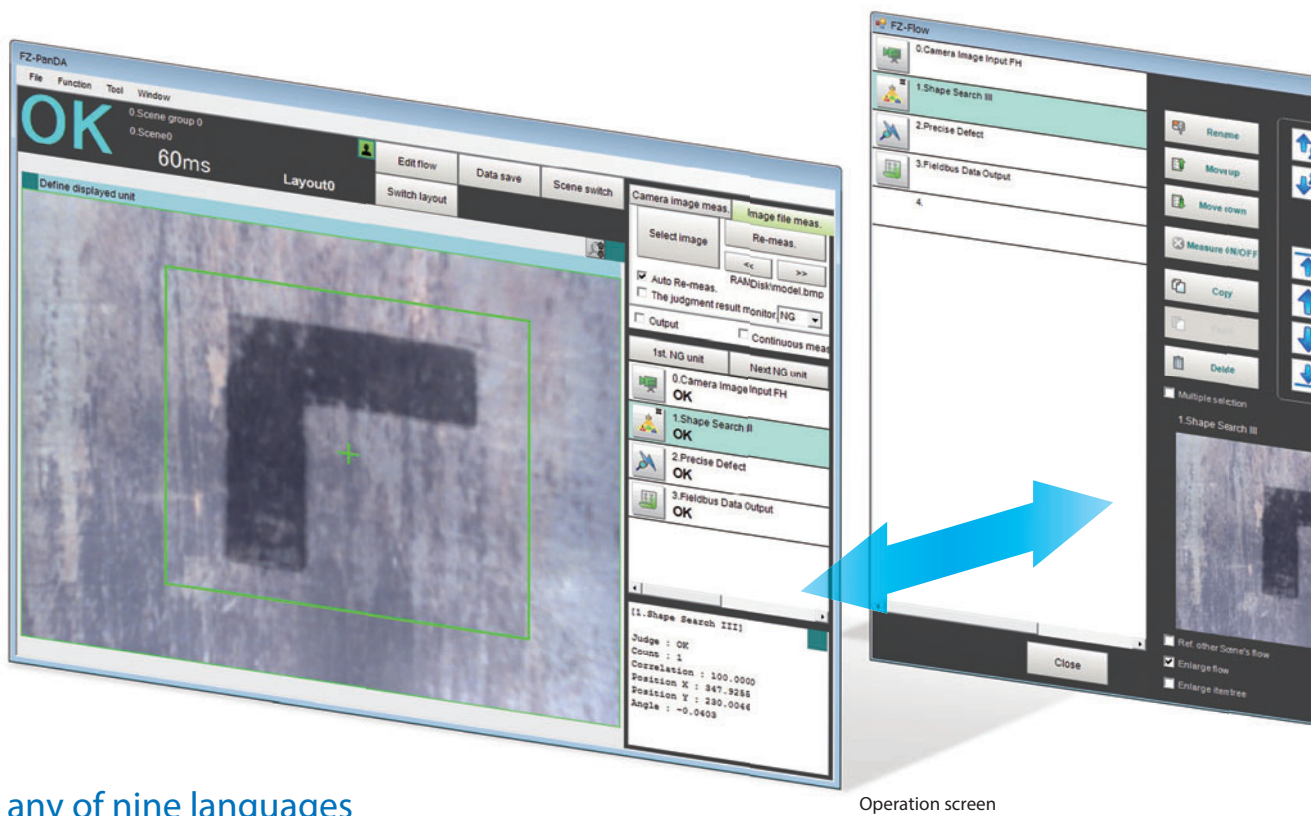 FZ-PanDA
File Function Tool Window
OK
0.Scene group 0
0.Scene0
60ms
Layout0
Edit flow
Data save
Scene switch
Switch layout
Define displayed unit
Camera image meas.
Image file meas.
Select image
Re-meas.
<<
>>
Auto Re-meas.
RAMDisk\model.bmp
The judgment result monitor.
NG
Output
Continuous meas
1st. NG unit
Next NG unit
0.Camera Image Input FH
OK
1.Shape Search III
OK
2.Precise Defect
OK
3.Fieldbus Data Output
OK
[1.Shape Search III]
Judge : OK
Count : 1
Correlation : 100.0000
Position X : 347.9255
Position Y : 230.0044
Angle : -0.0403
FZ-Flow
0.Camera Image Input FH
1.Shape Search III
2.Precise Defect
3.Fieldbus Data Output
4.
Rename
Move up
Move down
Measure ON/OFF
Copy
Delete
Multiple selection
1.Shape Search III
Ref. other Scene's flow
Enlarge flow
Enlarge itemtree
Close
any of nine languages
Operation screen